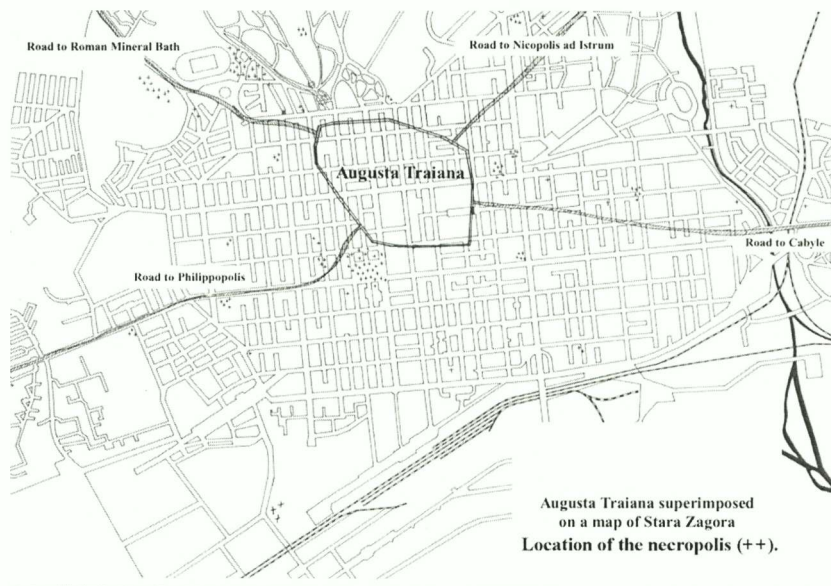 Road to Roman Mineral Bath
Road to Nicopolis ad Istrum
Augusta Traiana
Road to Cabyle
Road to Philippopolis
Augusta Traiana superimposed
on a map of Stara Zagora
Location of the necropolis (++).